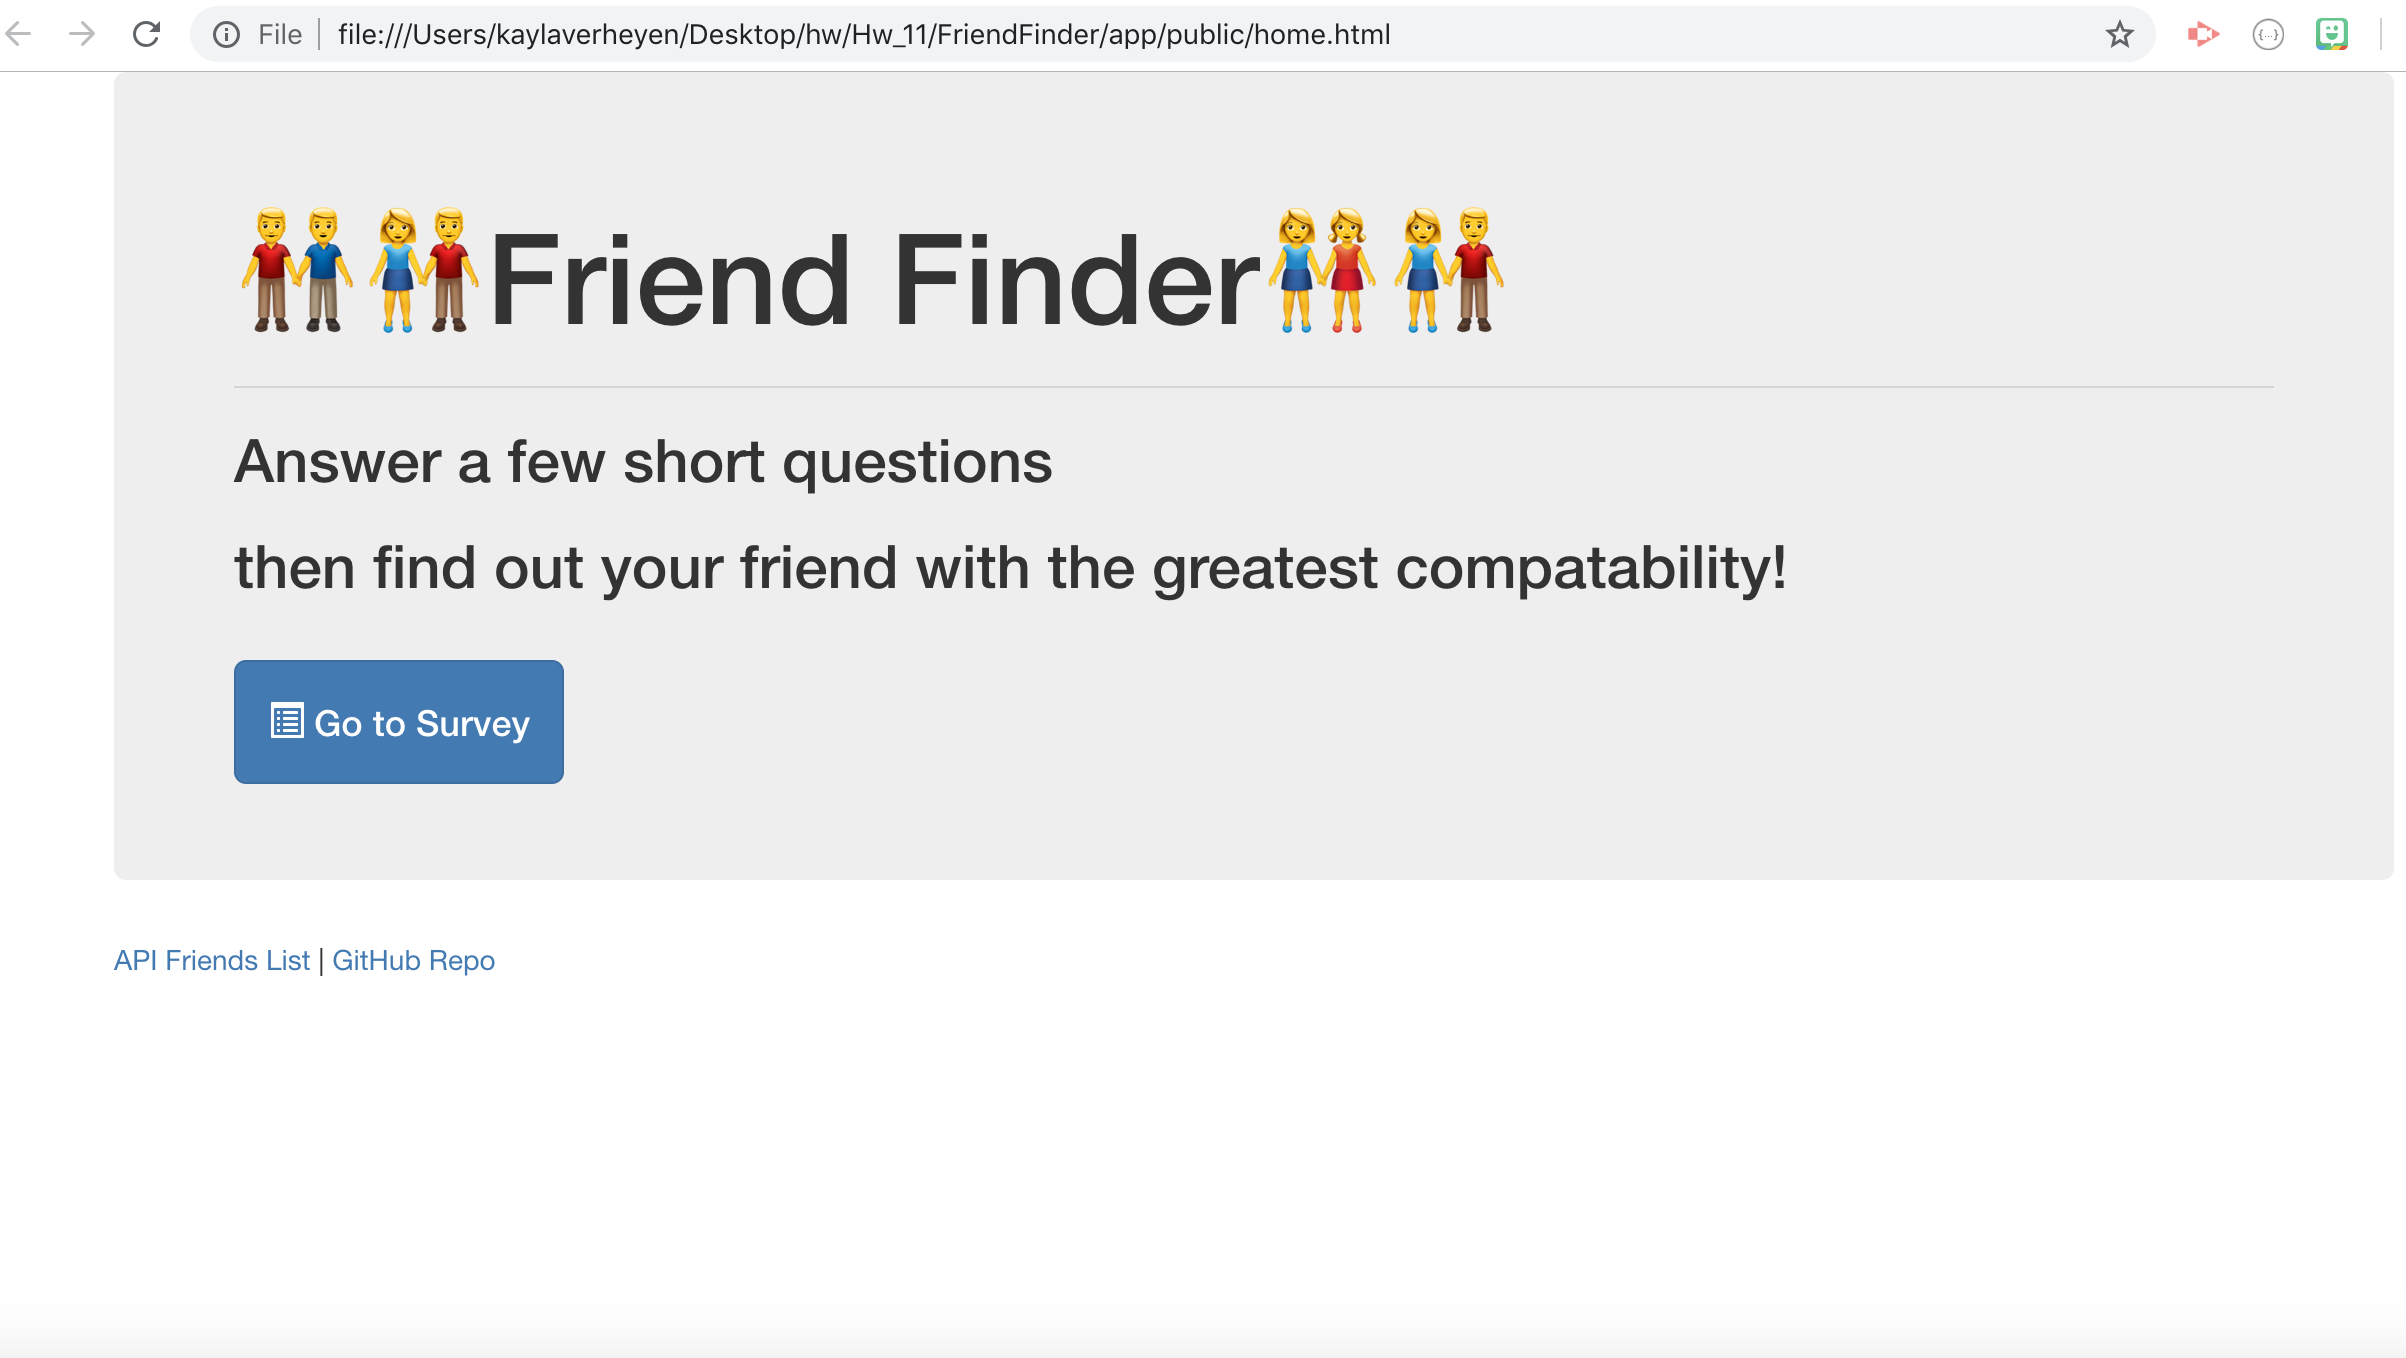 File | file:///Users/kaylaverheyen/Desktop/hw/Hw_11/FriendFinder/app/public/home.html
Friend Finder
Answer a few short questions
then find out your friend with the greatest compatability!
Go to Survey
API Friends List | GitHub Repo